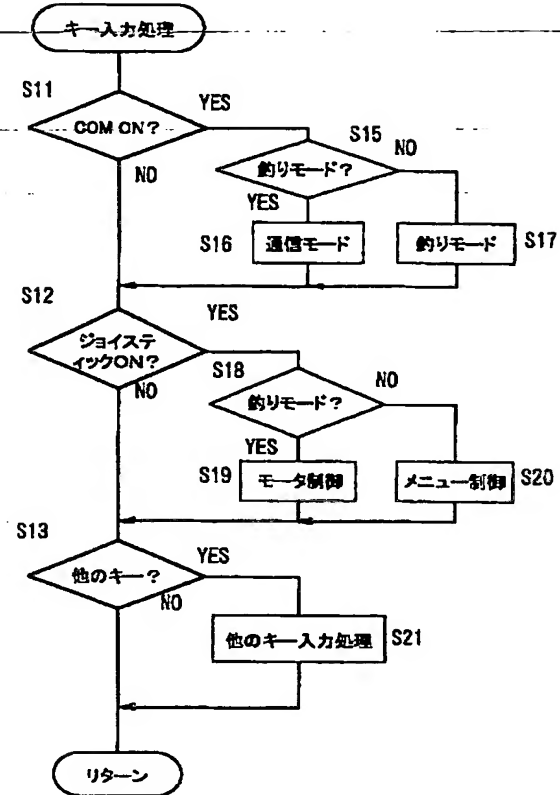 キー入力処理
S11
YES
COM ON?
NO
S15
NO
釣りモード?
YES
S16
通信モード
釣りモード
S17
S12
YES
ジョイステ
ィックON?
NO
S18
NO
釣りモード?
YES
S19
モータ制御
メニュー制御
S20
S13
YES
他のキー?
NO
他のキー入力処理
S21
リターン